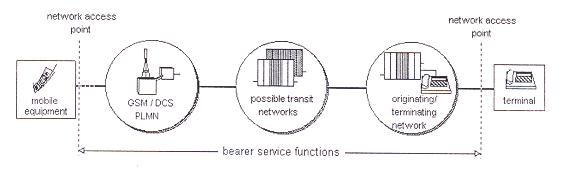 network access
point
network access
point
mobile
equipment
GSM / DCS
PLMN
possible transit
networks
originating/
terminating
network
terminal
bearer service functions